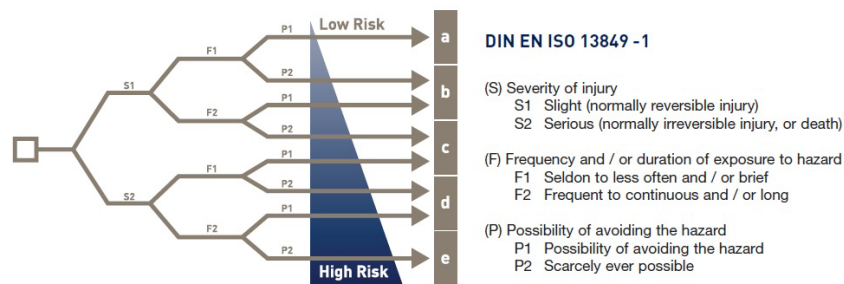 P1
Low Risk
a
F1
P2
S1
b
P1
F2
P2
c
P1
F1
P2
S2
d
P1
F2
P2
e
High Risk
DIN EN ISO 13849 -1
(S) Severity of injury
S1 Slight (normally reversible injury)
S2 Serious (normally irreversible injury, or death)
(F) Frequency and / or duration of exposure to hazard
F1 Seldon to less often and / or brief
F2 Frequent to continuous and / or long
(P) Possibility of avoiding the hazard
P1 Possibility of avoiding the hazard
P2 Scarcely ever possible